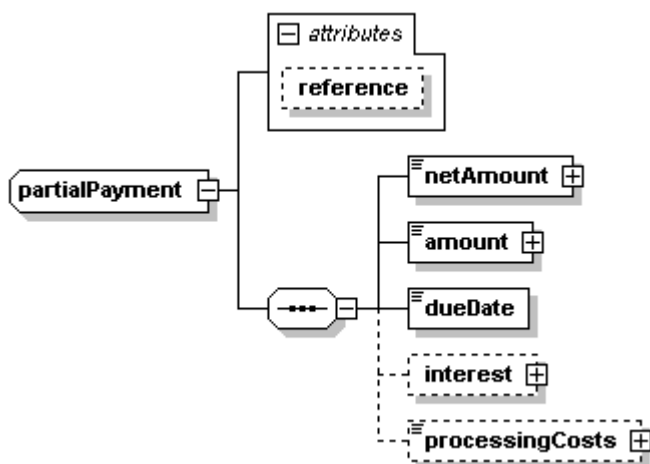 attributes
reference
partialPayment
netAmount
amount
dueDate
interest
processingCosts